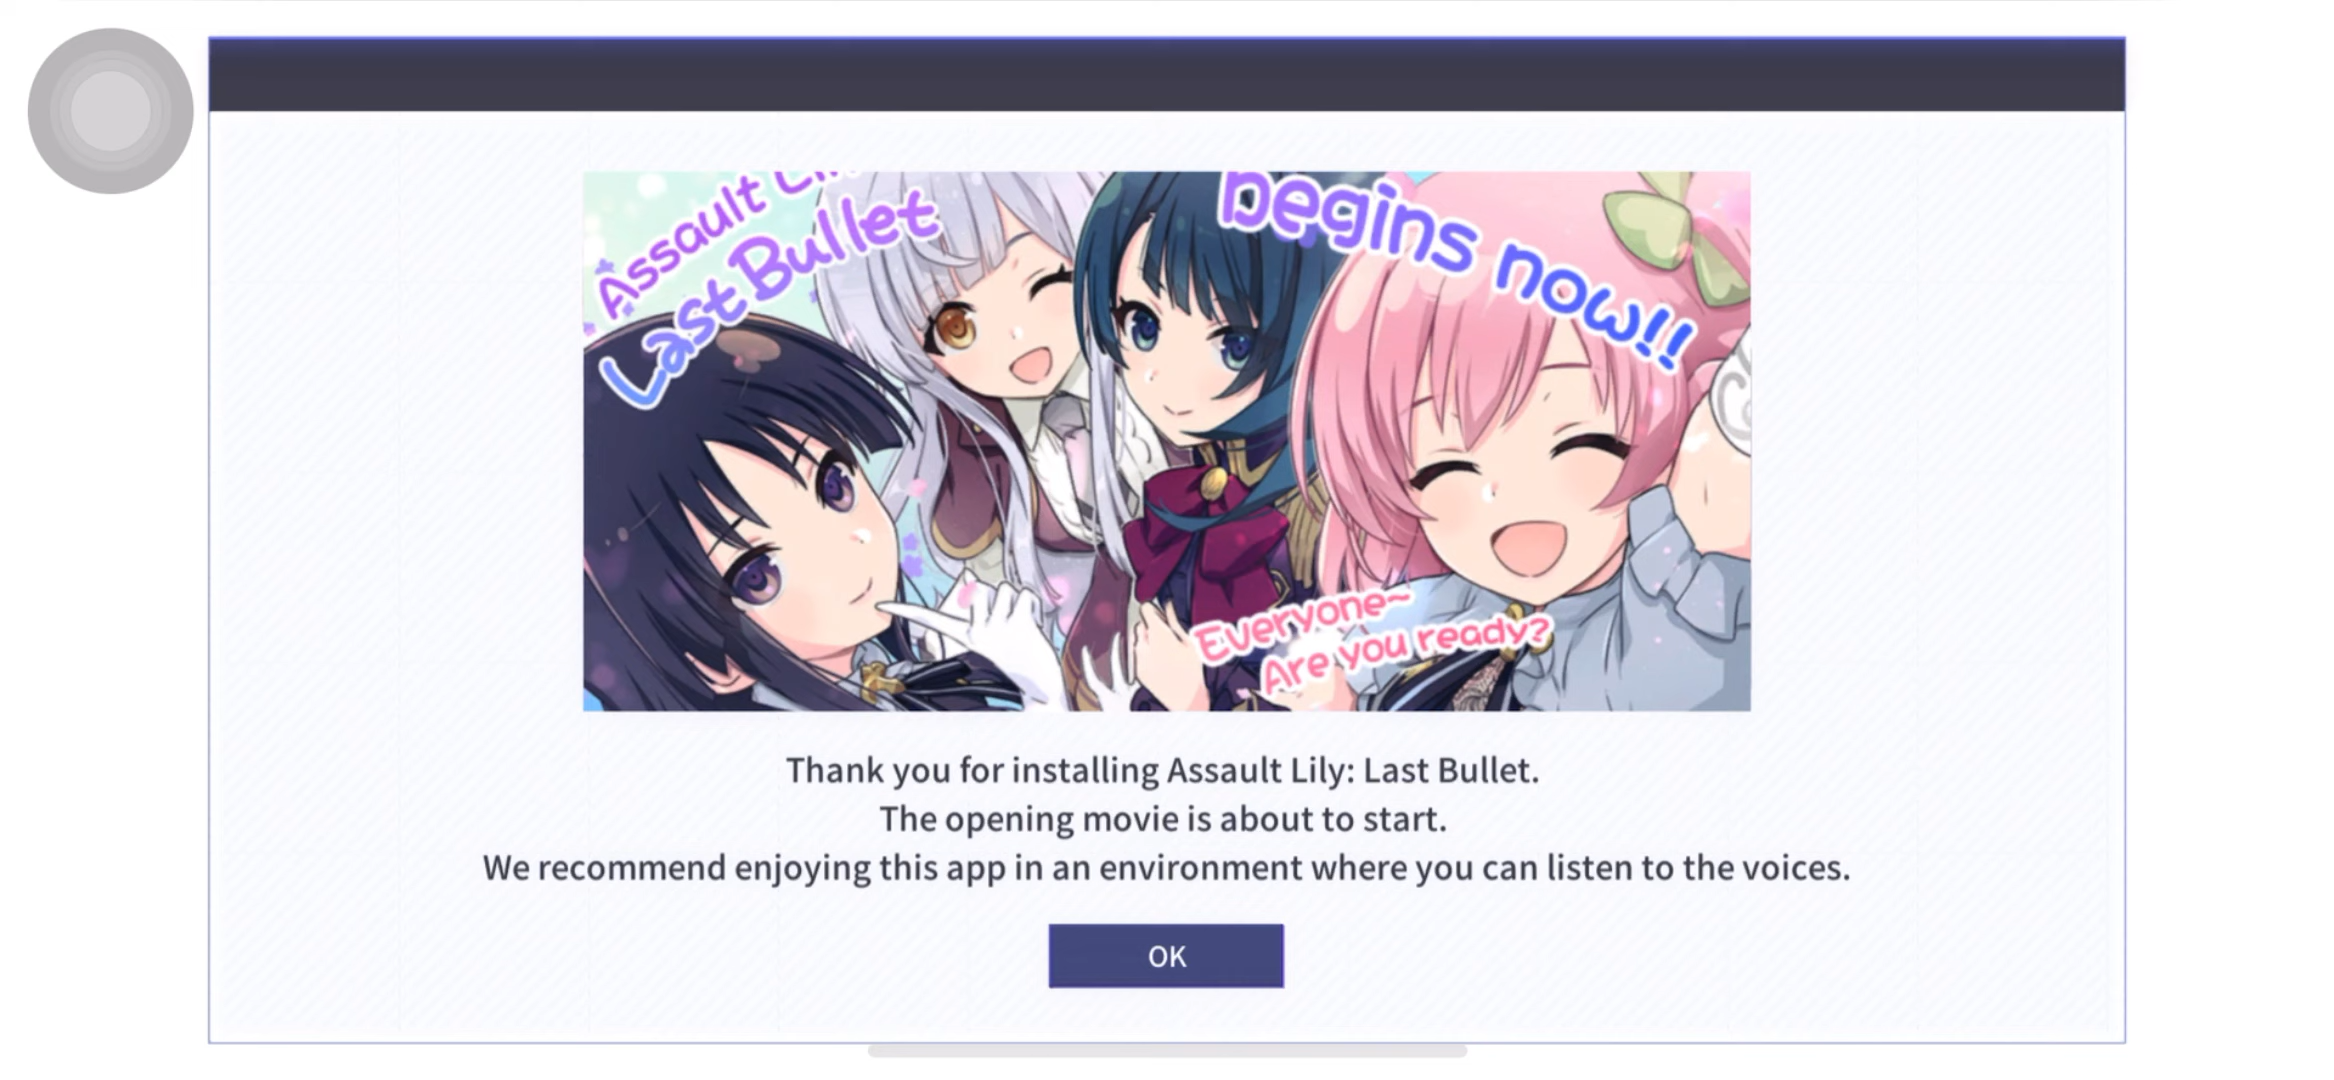 Assault
Last Bullet
begins now!!
Everyone~
Are you ready?
Thank you for installing Assault Lily: Last Bullet.
The opening movie is about to start.
We recommend enjoying this app in an environment where you can listen to the voices.
OK